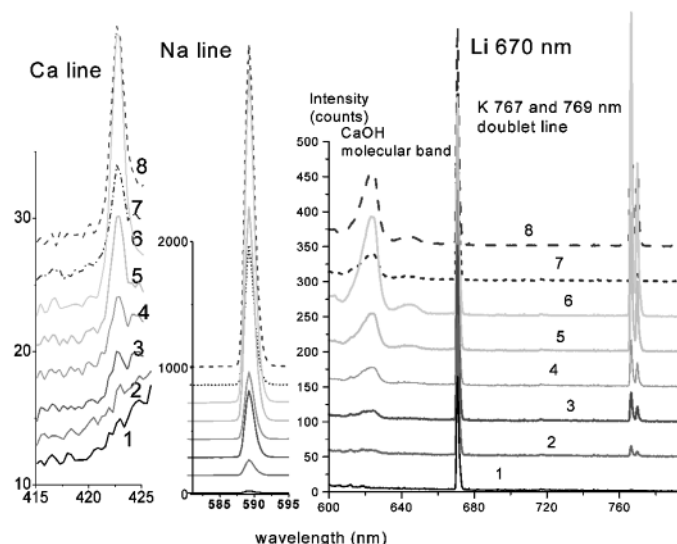 Ca line
Na line
Li 670 nm
Intensity
(counts)
CaOH
molecular band
K 767 and 769 nm
doublet line
8
7
6
5
4
3
2
1
30
20
10
415 420 425
2000
1000
0
585 590 595
500
450
400
350
300
250
200
150
100
50
0
8
7
6
5
4
3
2
1
600 640 680 720 760
wavelength (nm)